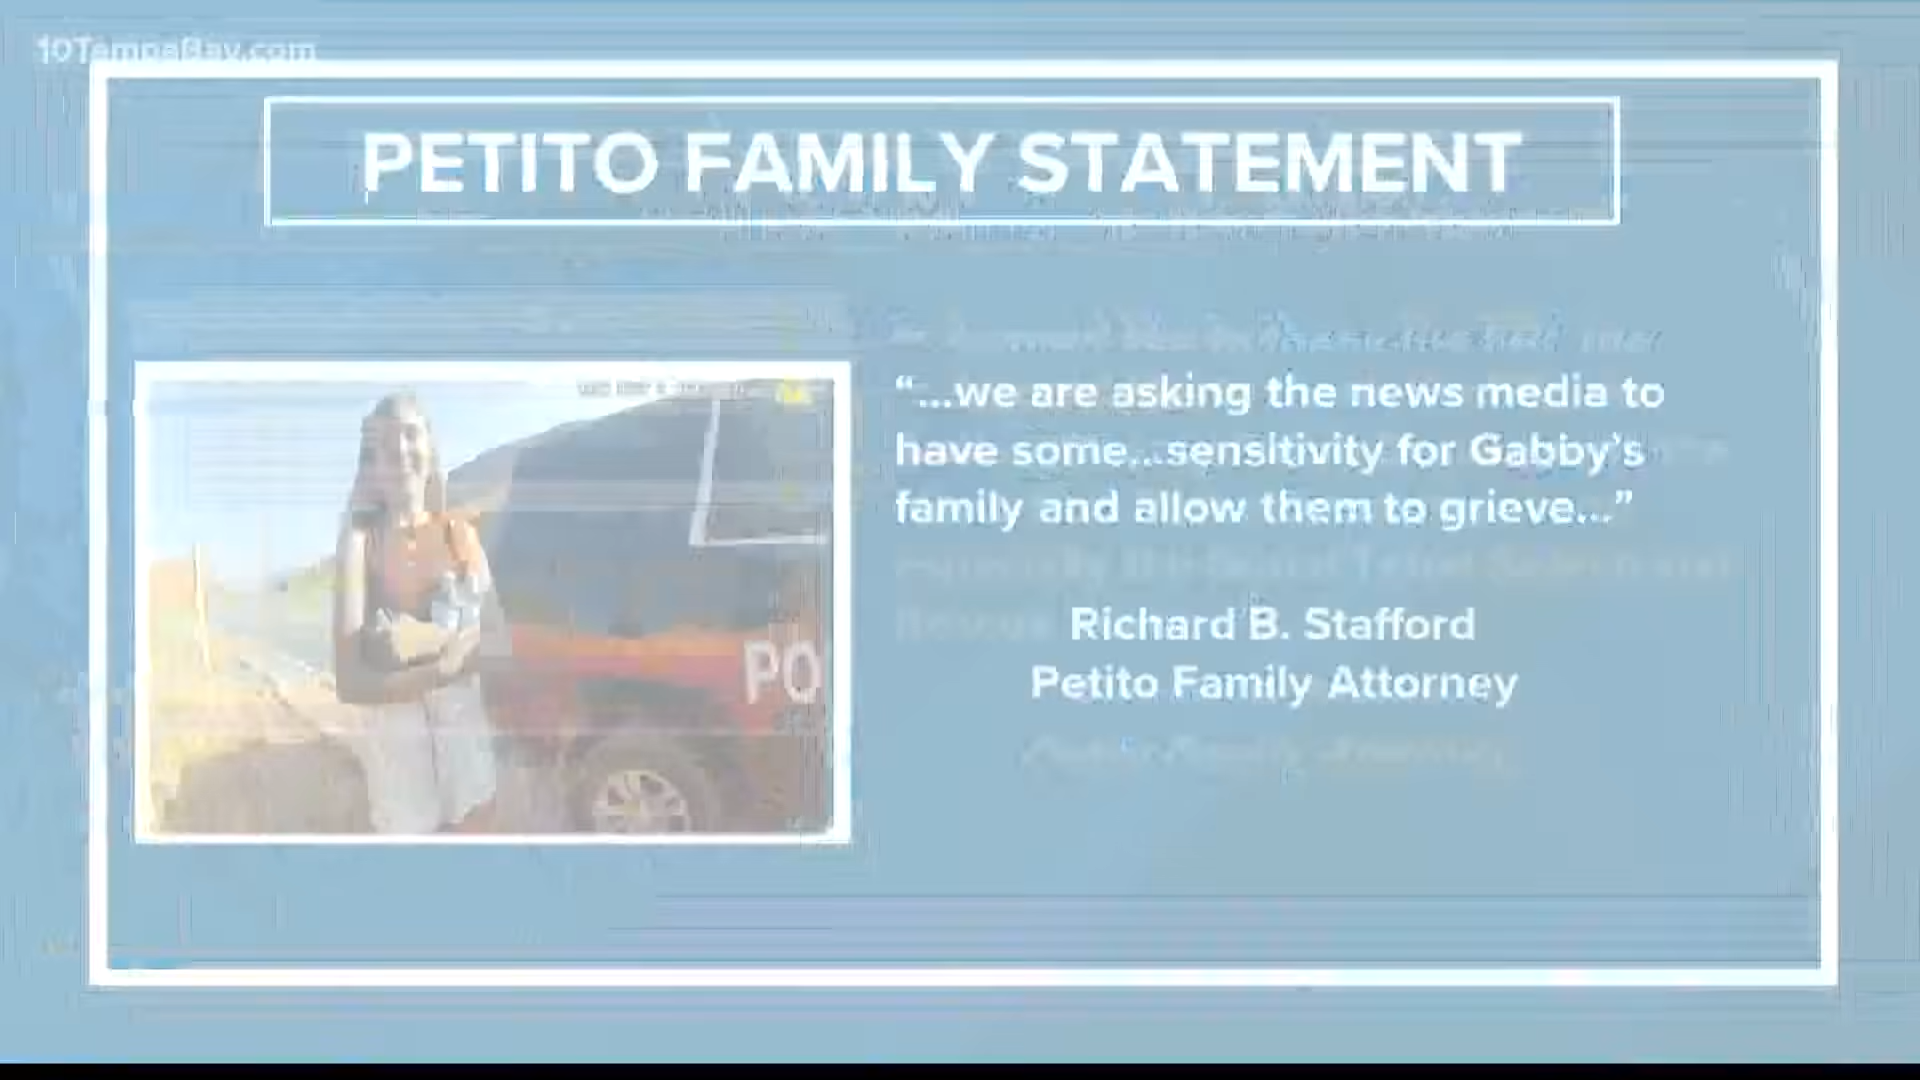 10TampaBay.com
PETITO FAMILY STATEMENT
“...we are asking the news media to
have some...sensitivity for Gabby’s
family and allow them to grieve...”
Richard B. Stafford
Petito Family Attorney
PO